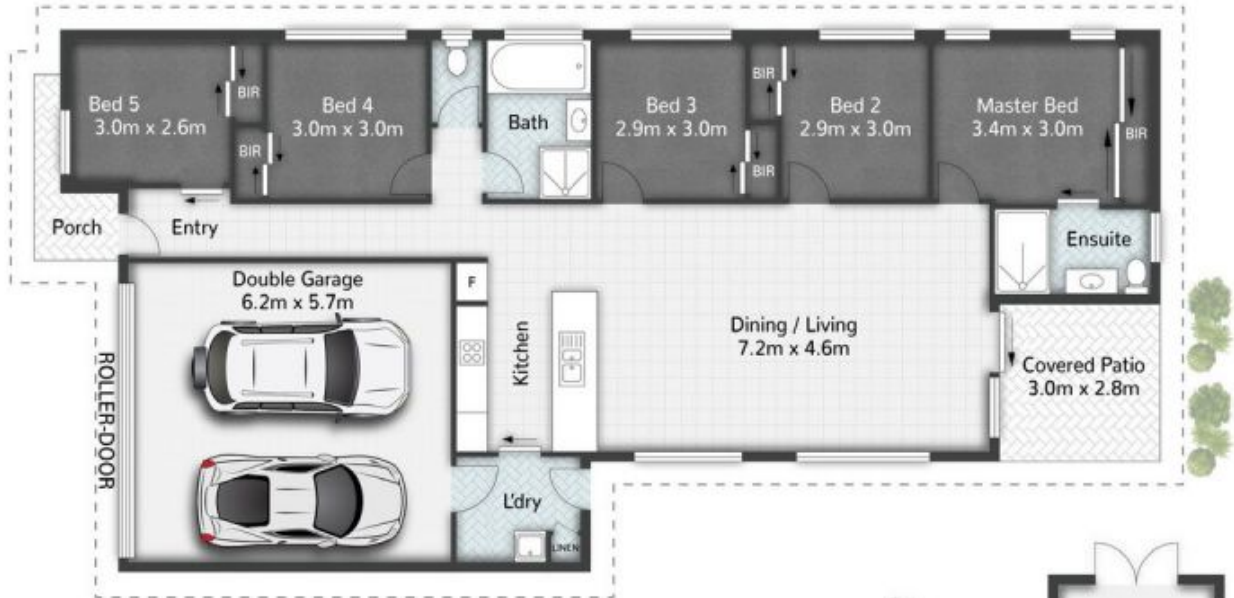 Bed 5
3.0m x 2.6m
BIR
BIR
Bed 4
3.0m x 3.0m
Bath
Bed 3
2.9m x 3.0m
BIR
BIR
Bed 2
2.9m x 3.0m
Master Bed
3.4m x 3.0m
BIR
Porch
Entry
Ensuite
Double Garage
6.2m x 5.7m
F
ROLLER-DOOR
Kitchen
Dining / Living
7.2m x 4.6m
Covered Patio
3.0m x 2.8m
L'dry
LINEN